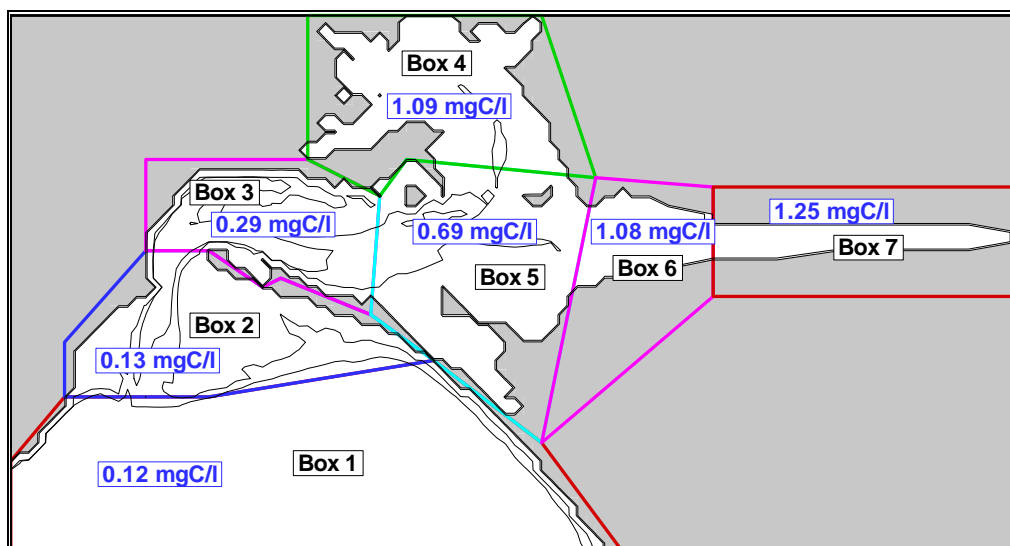 Box 4
1.09 mgC/l
Box 3
0.29 mgC/l
0.69 mgC/l
1.08 mgC/l
1.25 mgC/l
Box 7
Box 6
Box 5
Box 2
0.13 mgC/l
Box 1
0.12 mgC/l